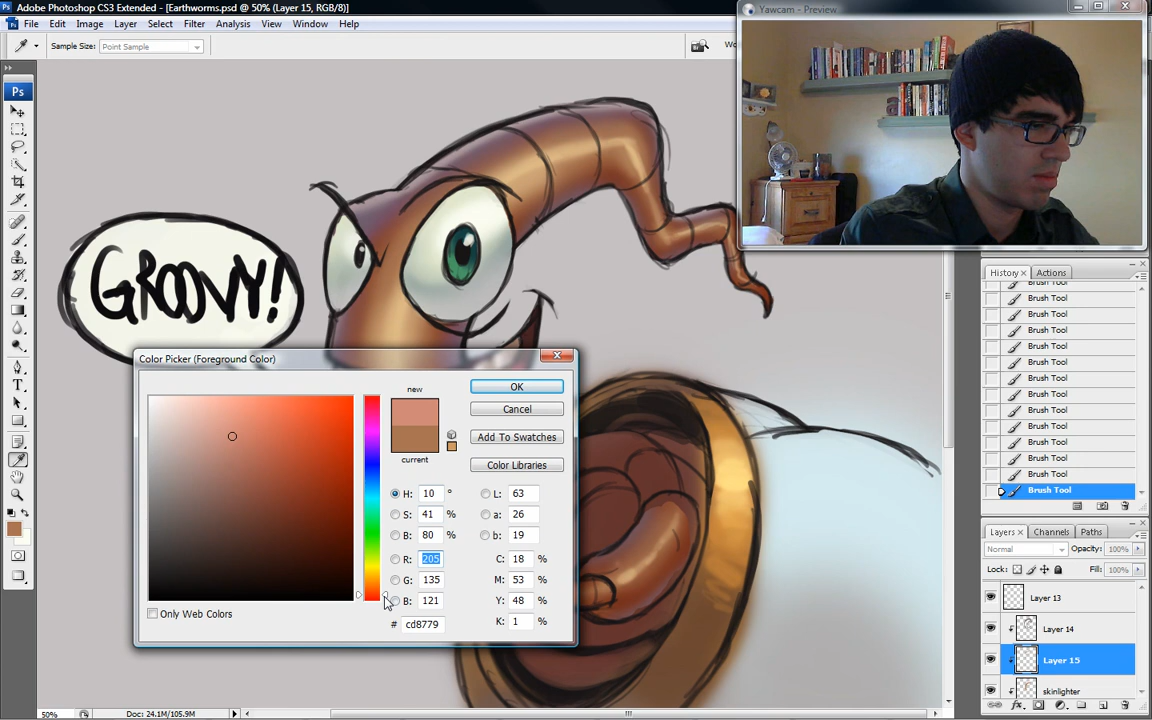 Adobe Photoshop CS3 Extended - [Earthworms.psd @ 50% (Layer 15, RGB/8)]
Yawcam - Preview
File Edit Image Layer Select Filter Analysis View Window Help
Sample Size: Point Sample
Ps
GROOVY!
History Actions
Brush Tool
Brush Tool
Brush Tool
Brush Tool
Brush Tool
Brush Tool
Brush Tool
Brush Tool
Brush Tool
Brush Tool
Brush Tool
Brush Tool
Brush Tool
Brush Tool
Color Picker (Foreground Color)
new
current
OK
Cancel
Add To Swatches
Color Libraries
H: 10 °
S: 41 %
B: 80 %
R: 205
G: 135
B: 121
# cd8779
L: 63
a: 26
b: 19
C: 18 %
M: 53 %
Y: 48 %
K: 1 %
Only Web Colors
Layers Channels Paths
Normal Opacity: 100%
Lock: Fill: 100%
Layer 13
Layer 14
Layer 15
skinlighter
50% Doc: 24.1M/105.9M